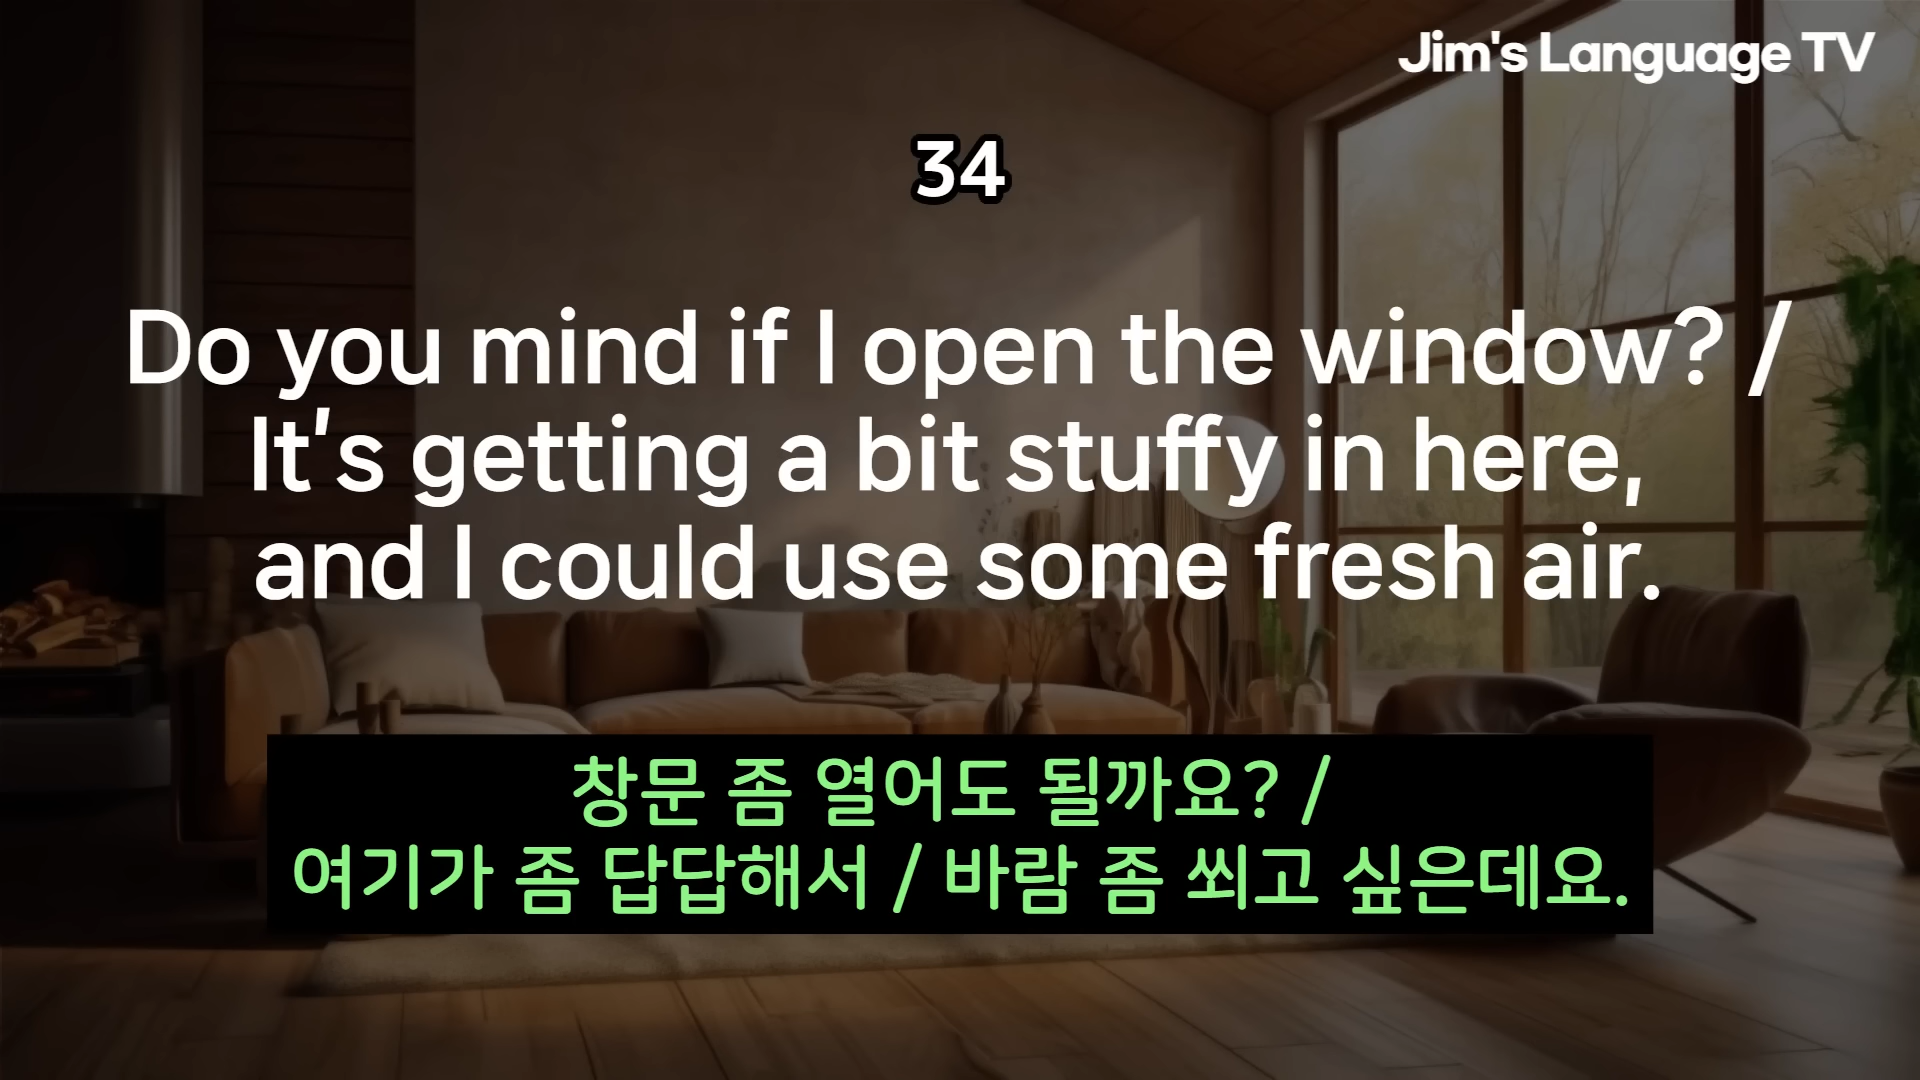 Jim's Language TV
34
Do you mind if I open the window? /
It's getting a bit stuffy in here,
and I could use some fresh air.
창문 좀 열어도 될까요? /
여기가 좀 답답해서 / 바람 좀 쐬고 싶은데요.